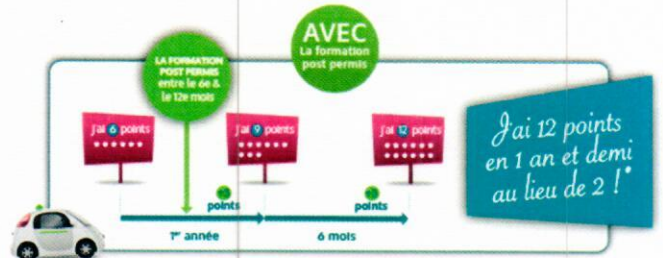 AVEC
La formation
post permis
LA FORMATION
POST PERMIS
entre le 6e &
le 12e mois
J'ai 6 points
J'ai 9 points
J'ai 12 points
points
points
1re année
6 mois
J'ai 12 points
en 1 an et demi
au lieu de 2 !*